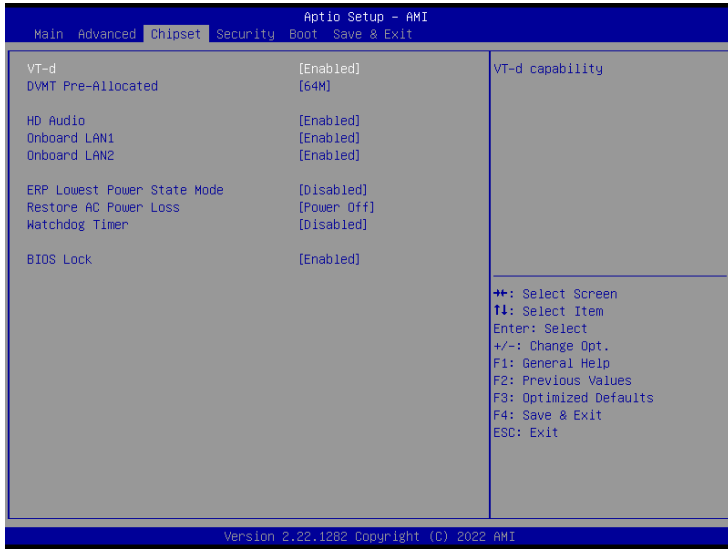 Aptio Setup – AMI
Main Advanced Chipset Security Boot Save & Exit
VT-d [Enabled]
DVMT Pre-Allocated [64M]
HD Audio [Enabled]
Onboard LAN1 [Enabled]
Onboard LAN2 [Enabled]
ERP Lowest Power State Mode [Disabled]
Restore AC Power Loss [Power Off]
Watchdog Timer [Disabled]
BIOS Lock [Enabled]
VT-d capability
→←: Select Screen
↑↓: Select Item
Enter: Select
+/-: Change Opt.
F1: General Help
F2: Previous Values
F3: Optimized Defaults
F4: Save & Exit
ESC: Exit
Version 2.22.1282 Copyright (C) 2022 AMI